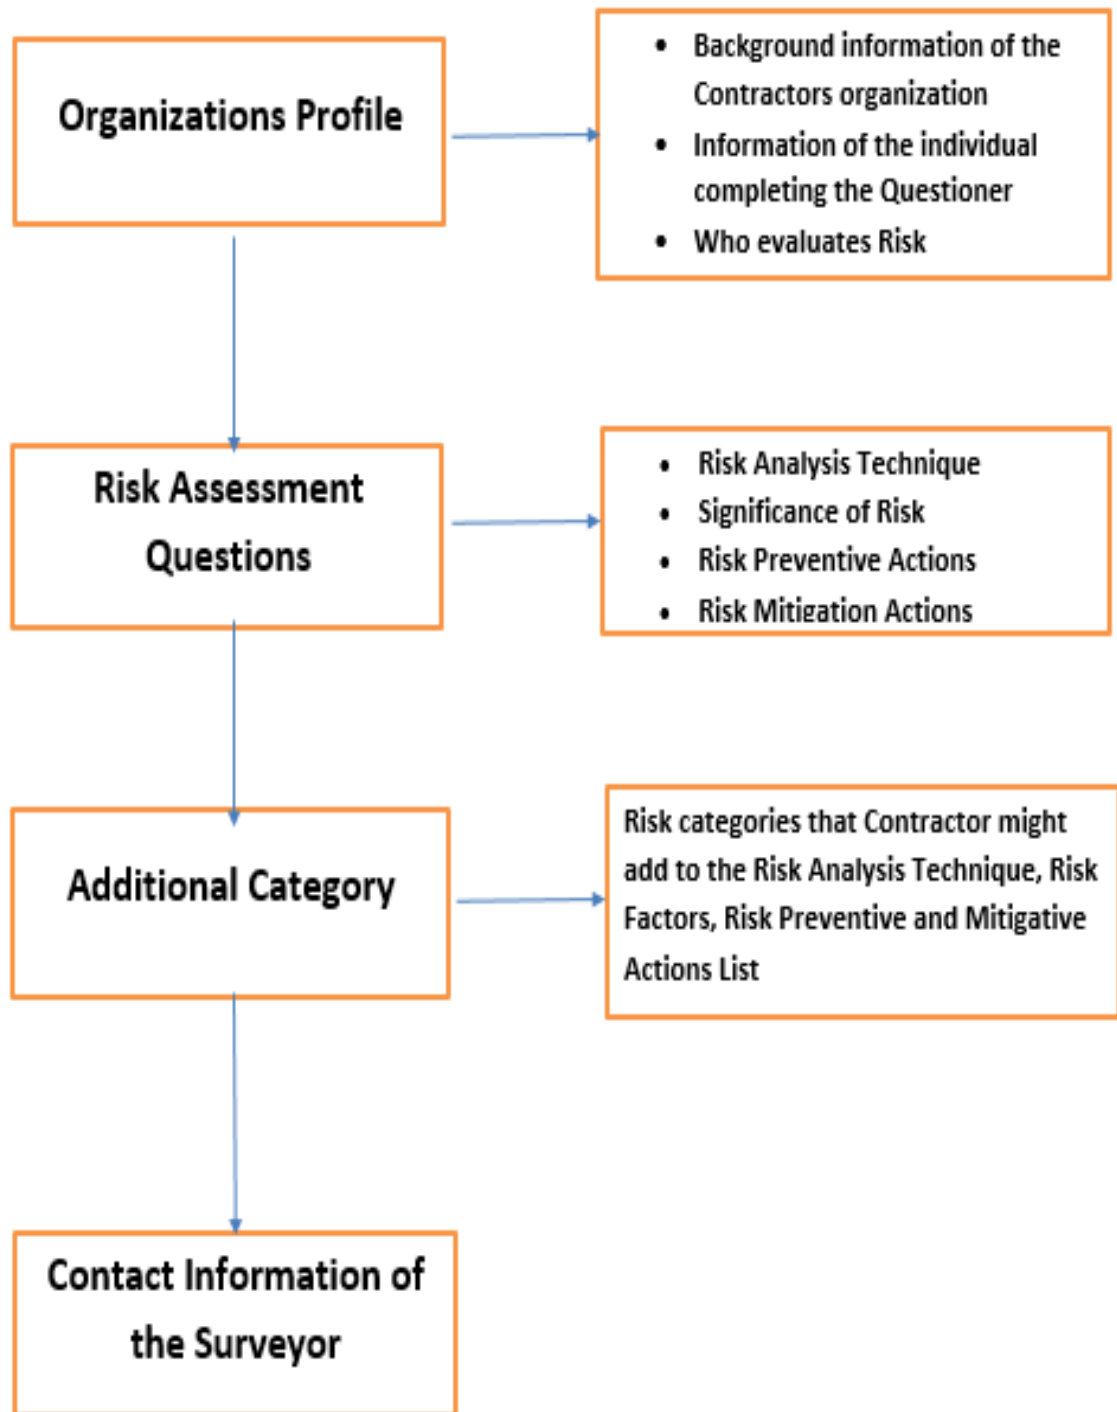 Organizations Profile
• Background information of the
Contractors organization
• Information of the individual
completing the Questioner
• Who evaluates Risk
Risk Assessment
Questions
• Risk Analysis Technique
• Significance of Risk
• Risk Preventive Actions
• Risk Mitigation Actions
Additional Category
Risk categories that Contractor might
add to the Risk Analysis Technique, Risk
Factors, Risk Preventive and Mitigative
Actions List
Contact Information of
the Surveyor